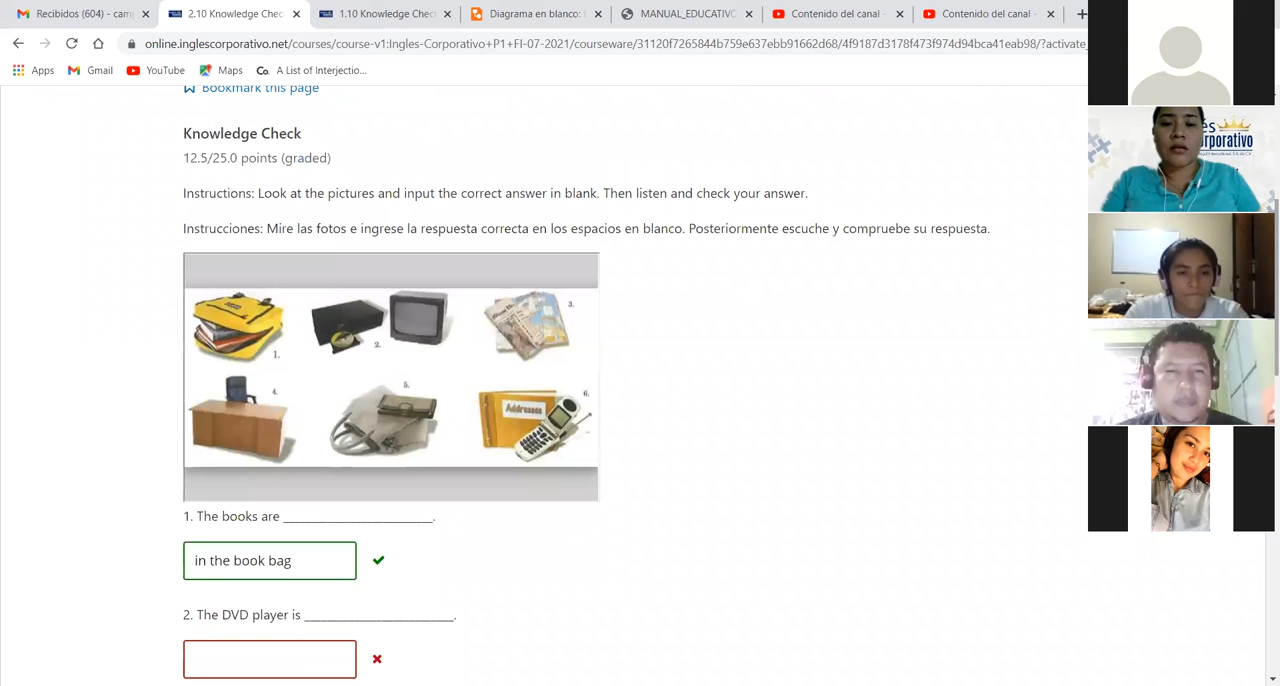 Recibidos (604) - cam
2.10 Knowledge Chec
1.10 Knowledge Chec
Diagrama en blanco:
MANUAL_EDUCATIVO
Contenido del canal -
Contenido del canal -
online.inglescorporativo.net/courses/course-v1:Ingles-Corporativo+P1+FI-07-2021/courseware/31120f7265844b759e637ebb91662d68/4f9187d3178f473f974d94bca41eab98/?activate_
Apps
Gmail
YouTube
Maps
Co.
A List of Interjectio...
Bookmark this page
Knowledge Check
12.5/25.0 points (graded)
Instructions: Look at the pictures and input the correct answer in blank. Then listen and check your answer.
Instrucciones: Mire las fotos e ingrese la respuesta correcta en los espacios en blanco. Posteriormente escuche y compruebe su respuesta.
1.
2.
3.
4.
5.
6.
Addresses
1. The books are ______________________.
in the book bag
2. The DVD player is ______________________.
és
rporativo